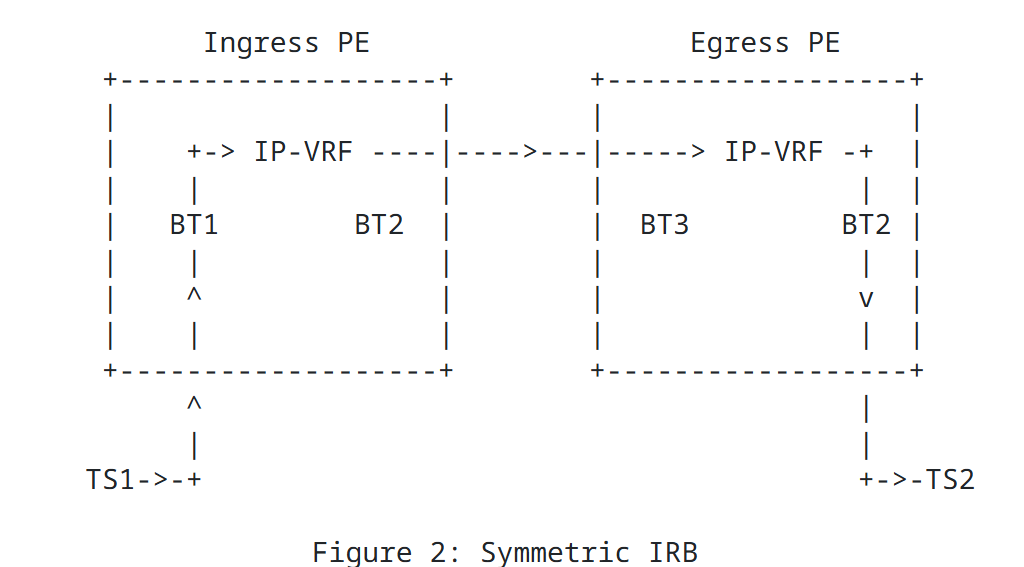 Ingress PE                   Egress PE
+-------------------+        +------------------+
|                   |        |                  |
|    +-> IP-VRF ----|---->---|-----> IP-VRF -+  |
|    |              |        |               |  |
|   BT1        BT2  |        |  BT3         BT2 |
|    |              |        |               |  |
|    ^              |        |               v  |
|    |              |        |               |  |
+-------------------+        +------------------+
^                                       |
|                                       |
TS1->-+                                       +->-TS2
Figure 2: Symmetric IRB